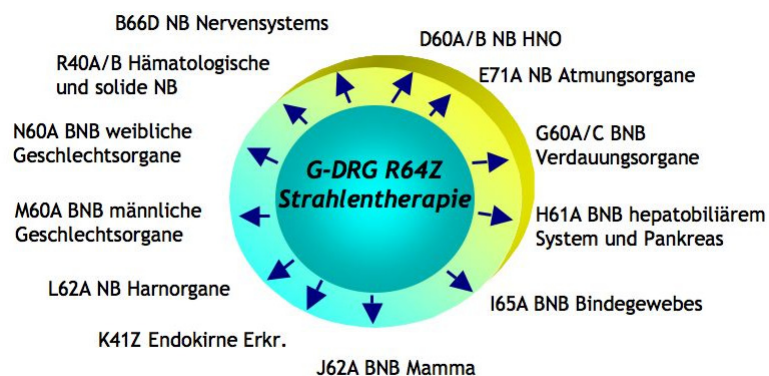 B66D NB Nervensystems
D60A/B NB HNO
R40A/B Hämatologische
und solide NB
E71A NB Atmungsorgane
N60A BNB weibliche
Geschlechtsorgane
G60A/C BNB
Verdauungsorgane
G-DRG R64Z
Strahlentherapie
M60A BNB männliche
Geschlechtsorgane
H61A BNB hepatobiliärem
System und Pankreas
L62A NB Harnorgane
I65A BNB Bindegewebes
K41Z Endokirne Erkr.
J62A BNB Mamma